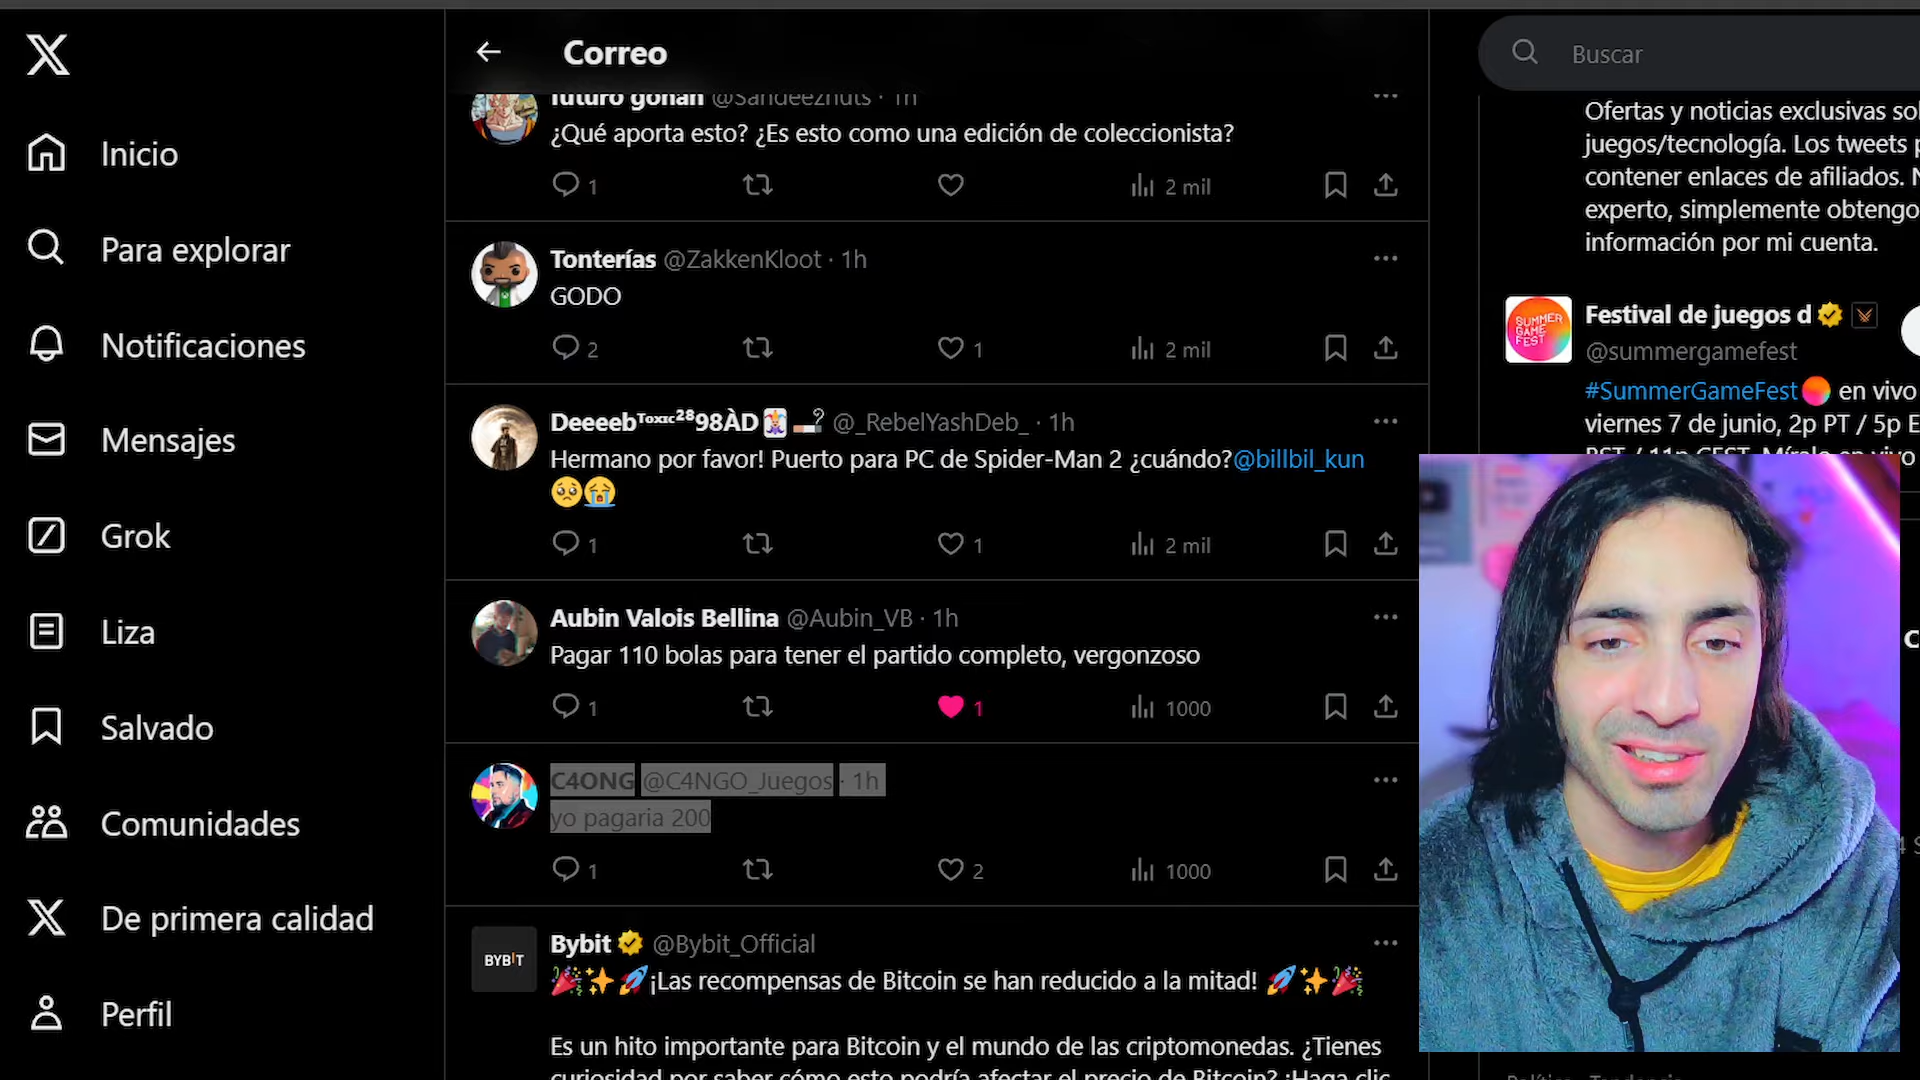 Inicio
Para explorar
Notificaciones
Mensajes
Grok
Liza
Salvado
Comunidades
De primera calidad
Perfil
Correo
futuro gohan @Sandeeznuts · 1h
¿Qué aporta esto? ¿Es esto como una edición de coleccionista?
1
2 mil
Tonterías @ZakkenKloot · 1h
GODO
2
1
2 mil
DeeeebToxic2898ÀD @_RebelYashDeb_ · 1h
Hermano por favor! Puerto para PC de Spider-Man 2 ¿cuándo?@billbil_kun
1
1
2 mil
Aubin Valois Bellina @Aubin_VB · 1h
Pagar 110 bolas para tener el partido completo, vergonzoso
1
1
1000
C4ONG @C4NGO_Juegos · 1h
yo pagaria 200
1
2
1000
BYBIT
Bybit @Bybit_Official
¡Las recompensas de Bitcoin se han reducido a la mitad!
Es un hito importante para Bitcoin y el mundo de las criptomonedas. ¿Tienes
curiosidad por saber cómo esto podría afectar el precio de Bitcoin? ¡Haga clic
Buscar
Ofertas y noticias exclusivas
juegos/tecnología. Los tweets
contener enlaces de afiliados.
experto, simplemente obtengo
información por mi cuenta.
SUMMER
GAME
FEST
Festival de juegos d
@summergamefest
#SummerGameFest en vivo
viernes 7 de junio, 2p PT / 5p E